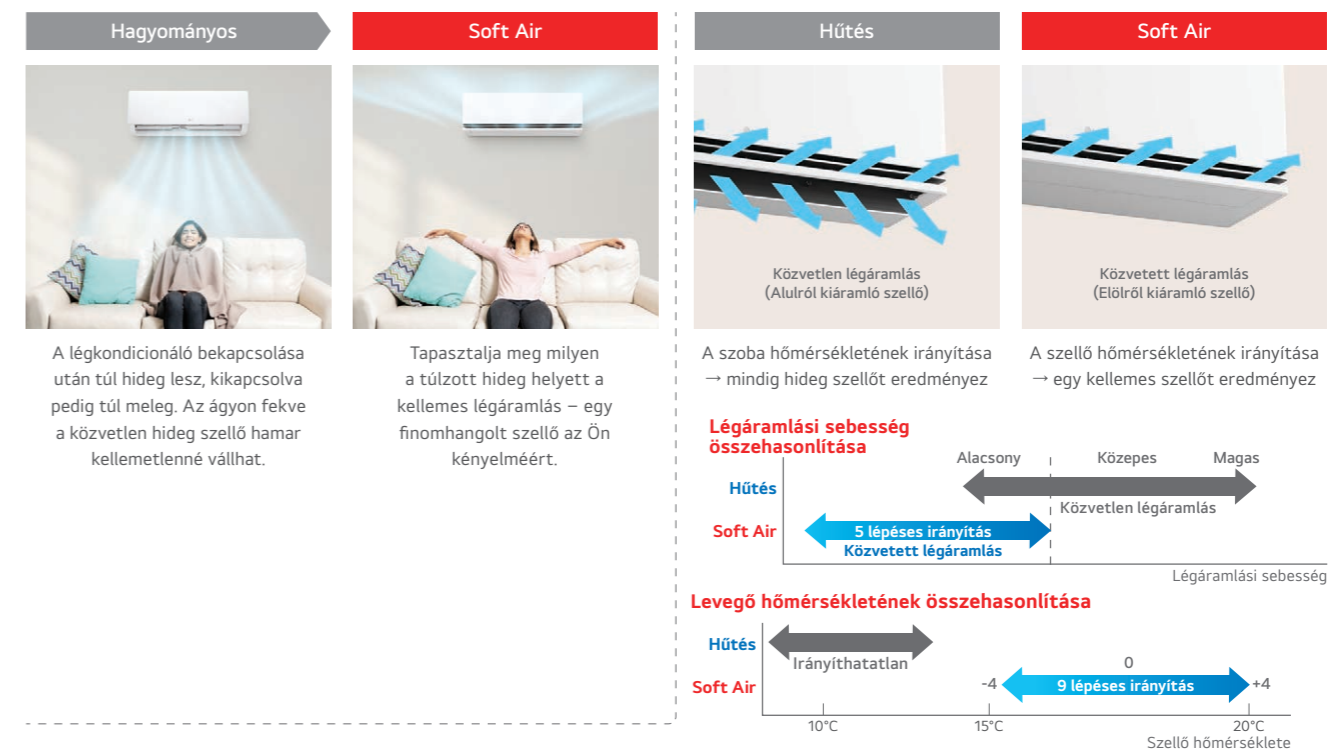 Hagyományos
Soft Air
A légkondicionáló bekapcsolása
után túl hideg lesz, kikapcsolva
pedig túl meleg. Az ágyon fekve
a közvetlen hideg szellő hamar
kellemetlenné vállhat.
Tapasztalja meg milyen
a túlzott hideg helyett a
kellemes légáramlás – egy
finomhangolt szellő az Ön
kényelméért.
Hűtés
Soft Air
Közvetlen légáramlás
(Alulról kiáramló szellő)
Közvetett légáramlás
(Elölről kiáramló szellő)
A szoba hőmérsékletének irányítása
→ mindig hideg szellőt eredményez
A szellő hőmérsékletének irányítása
→ egy kellemes szellőt eredményez
Légáramlási sebesség
összehasonlítása
Alacsony Közepes Magas
Hűtés
Közvetlen légáramlás
Soft Air 5 lépéses irányítás
Közvetett légáramlás
Légáramlási sebesség
Levegő hőmérsékletének összehasonlítása
Hűtés
Irányíthatatlan 0
Soft Air -4 9 lépéses irányítás +4
10°C 15°C 20°C
Szellő hőmérséklete